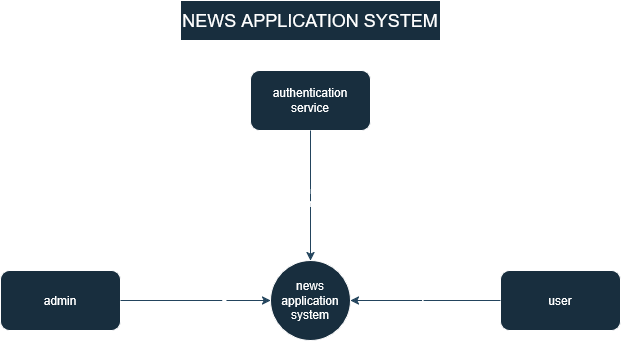 NEWS APPLICATION SYSTEM
authentication
service
admin
news
application
system
user